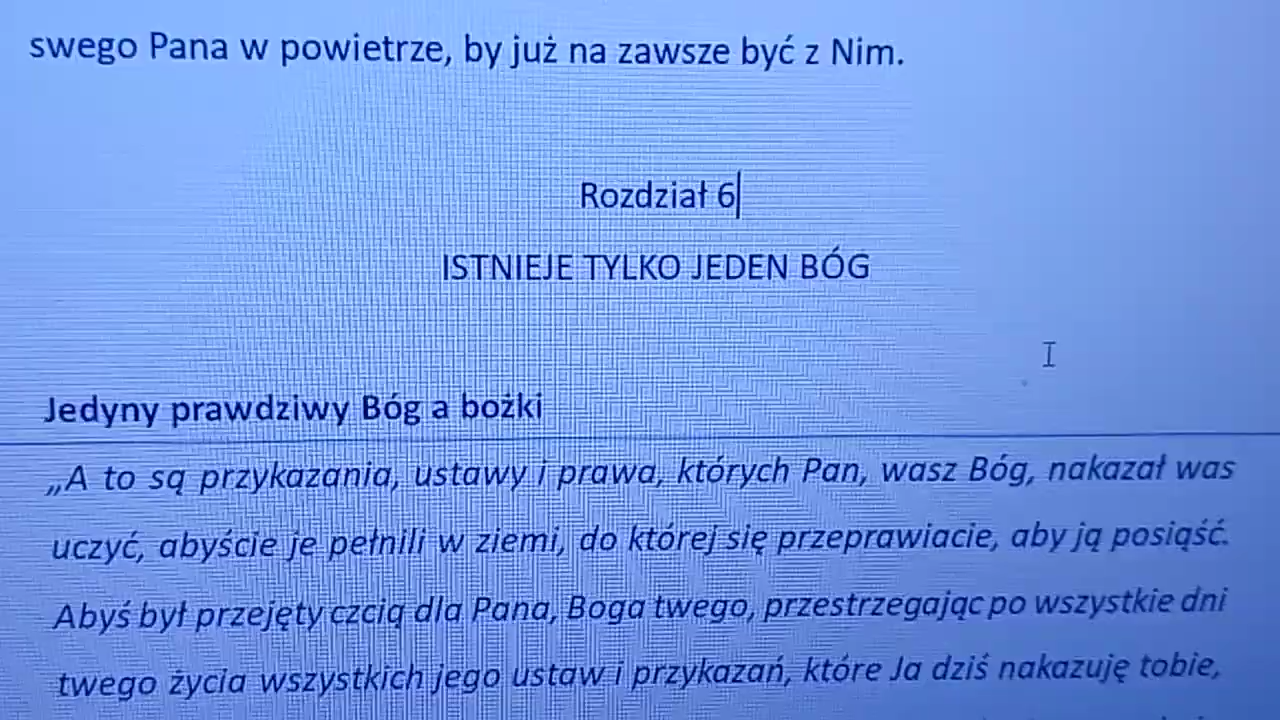 swego Pana w powietrze, by już na zawsze być z Nim.
Rozdział 6
ISTNIEJE TYLKO JEDEN BÓG
Jedyny prawdziwy Bóg a bożki
„A to są przykazania, ustawy i prawa, których Pan, wasz Bóg, nakazał was
uczyć, abyście je pełnili w ziemi, do której się przeprawiacie, aby ją posiąść.
Abyś był przejęty czcią dla Pana, Boga twego, przestrzegając po wszystkie dni
twego życia wszystkich jego ustaw i przykazań, które Ja dziś nakazuję tobie,